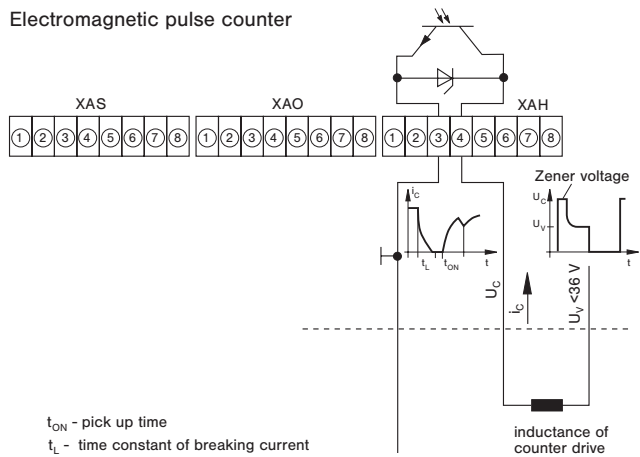 Electromagnetic pulse counter
XAS
XAO
XAH
1 2 3 4 5 6 7 8
1 2 3 4 5 6 7 8
1 2 3 4 5 6 7 8
i_C
t_L
t_ON
t
Zener voltage
U_C
U_V
t
U_C
i_C
U_V <36 V
t_ON - pick up time
t_L - time constant of breaking current
inductance of
counter drive